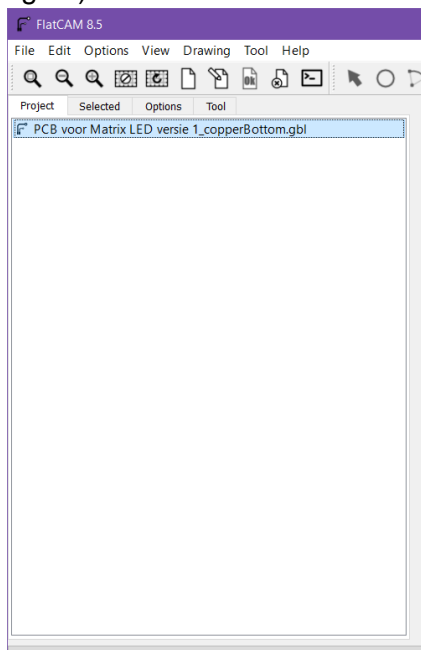 FlatCAM 8.5
File Edit Options View Drawing Tool Help
Project Selected Options Tool
PCB voor Matrix LED versie 1_copperBottom.gbl